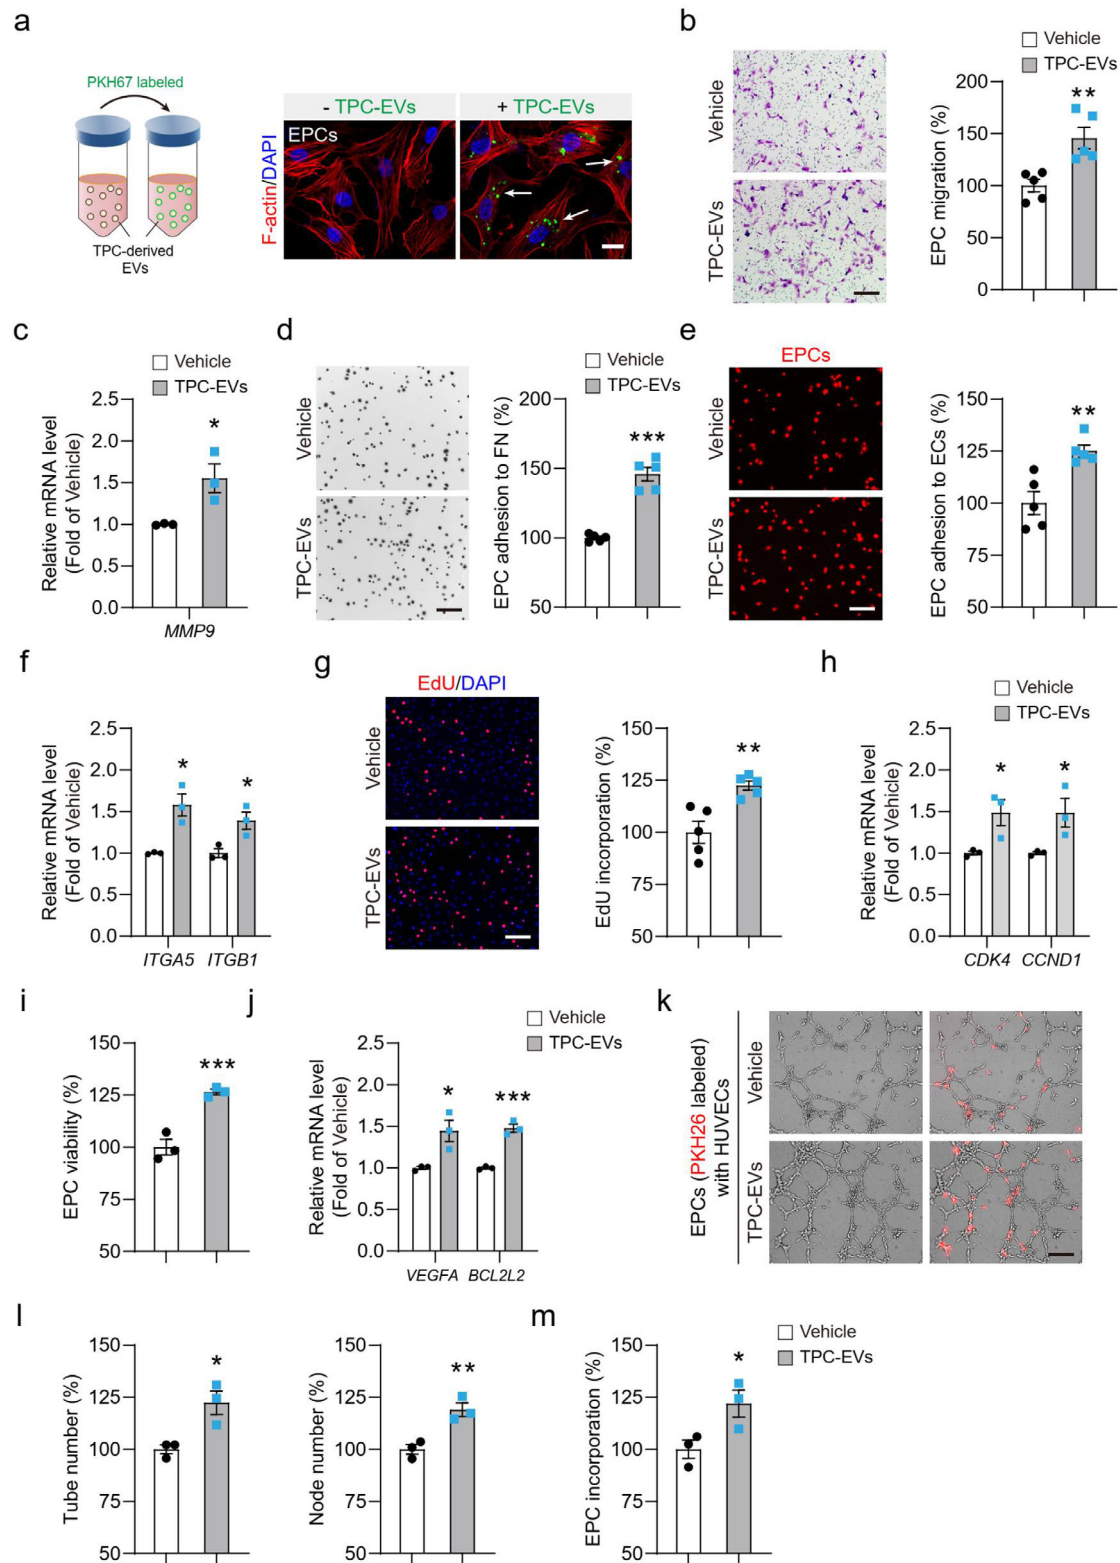 a
PKH67 labeled
TPC-derived
EVs
- TPC-EVs
+ TPC-EVs
EPCs
F-actin/DAPI
b
Vehicle
TPC-EVs
Vehicle
TPC-EVs
EPC migration (%)
200
150
100
50
0
**
c
Vehicle
TPC-EVs
Relative mRNA level
(Fold of Vehicle)
2.5
2.0
1.5
1.0
0.5
0.0
*
MMP9
d
Vehicle
TPC-EVs
Vehicle
TPC-EVs
EPC adhesion to FN (%)
200
150
100
50
***
e
EPCs
Vehicle
TPC-EVs
Vehicle
TPC-EVs
EPC adhesion to ECs (%)
150
125
100
75
50
**
f
Relative mRNA level
(Fold of Vehicle)
2.5
2.0
1.5
1.0
0.5
0.0
*
*
ITGA5 ITGB1
g
EdU/DAPI
Vehicle
TPC-EVs
EdU incorporation (%)
150
125
100
75
50
**
h
Vehicle
TPC-EVs
Relative mRNA level
(Fold of Vehicle)
2.5
2.0
1.5
1.0
0.5
0.0
*
*
CDK4 CCND1
i
EPC viability (%)
150
125
100
75
50
***
j
Vehicle
TPC-EVs
Relative mRNA level
(Fold of Vehicle)
2.5
2.0
1.5
1.0
0.5
0.0
*
***
VEGFA BCL2L2
k
EPCs (PKH26 labeled)
with HUVECs
Vehicle
TPC-EVs
l
Tube number (%)
150
125
100
75
50
*
Node number (%)
150
125
100
75
50
**
m
Vehicle
TPC-EVs
EPC incorporation (%)
150
125
100
75
50
*